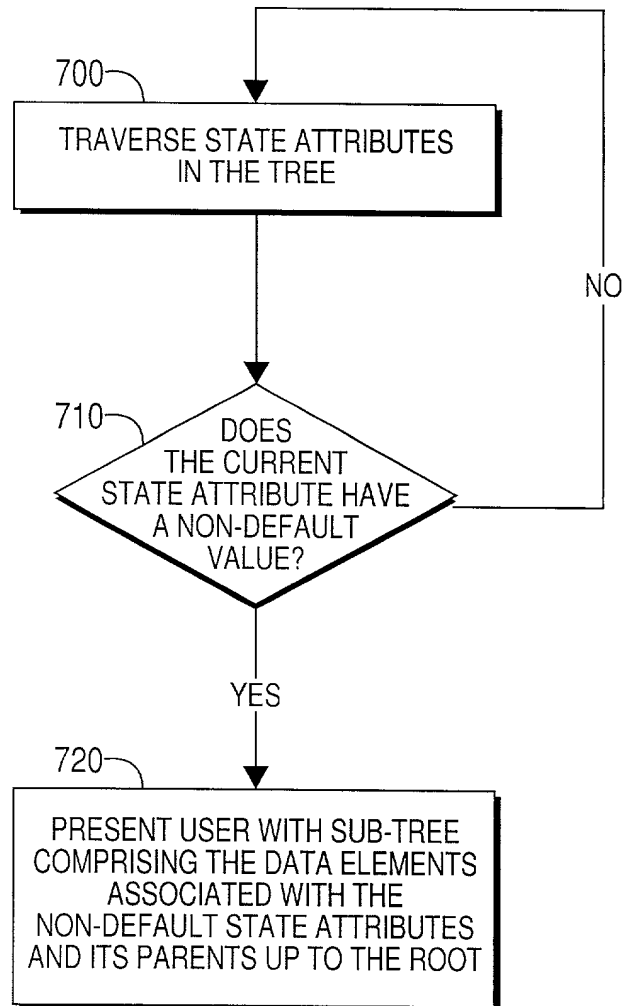 700
TRAVERSE STATE ATTRIBUTES
IN THE TREE
NO
710
DOES
THE CURRENT
STATE ATTRIBUTE HAVE
A NON-DEFAULT
VALUE?
YES
720
PRESENT USER WITH SUB-TREE
COMPRISING THE DATA ELEMENTS
ASSOCIATED WITH THE
NON-DEFAULT STATE ATTRIBUTES
AND ITS PARENTS UP TO THE ROOT